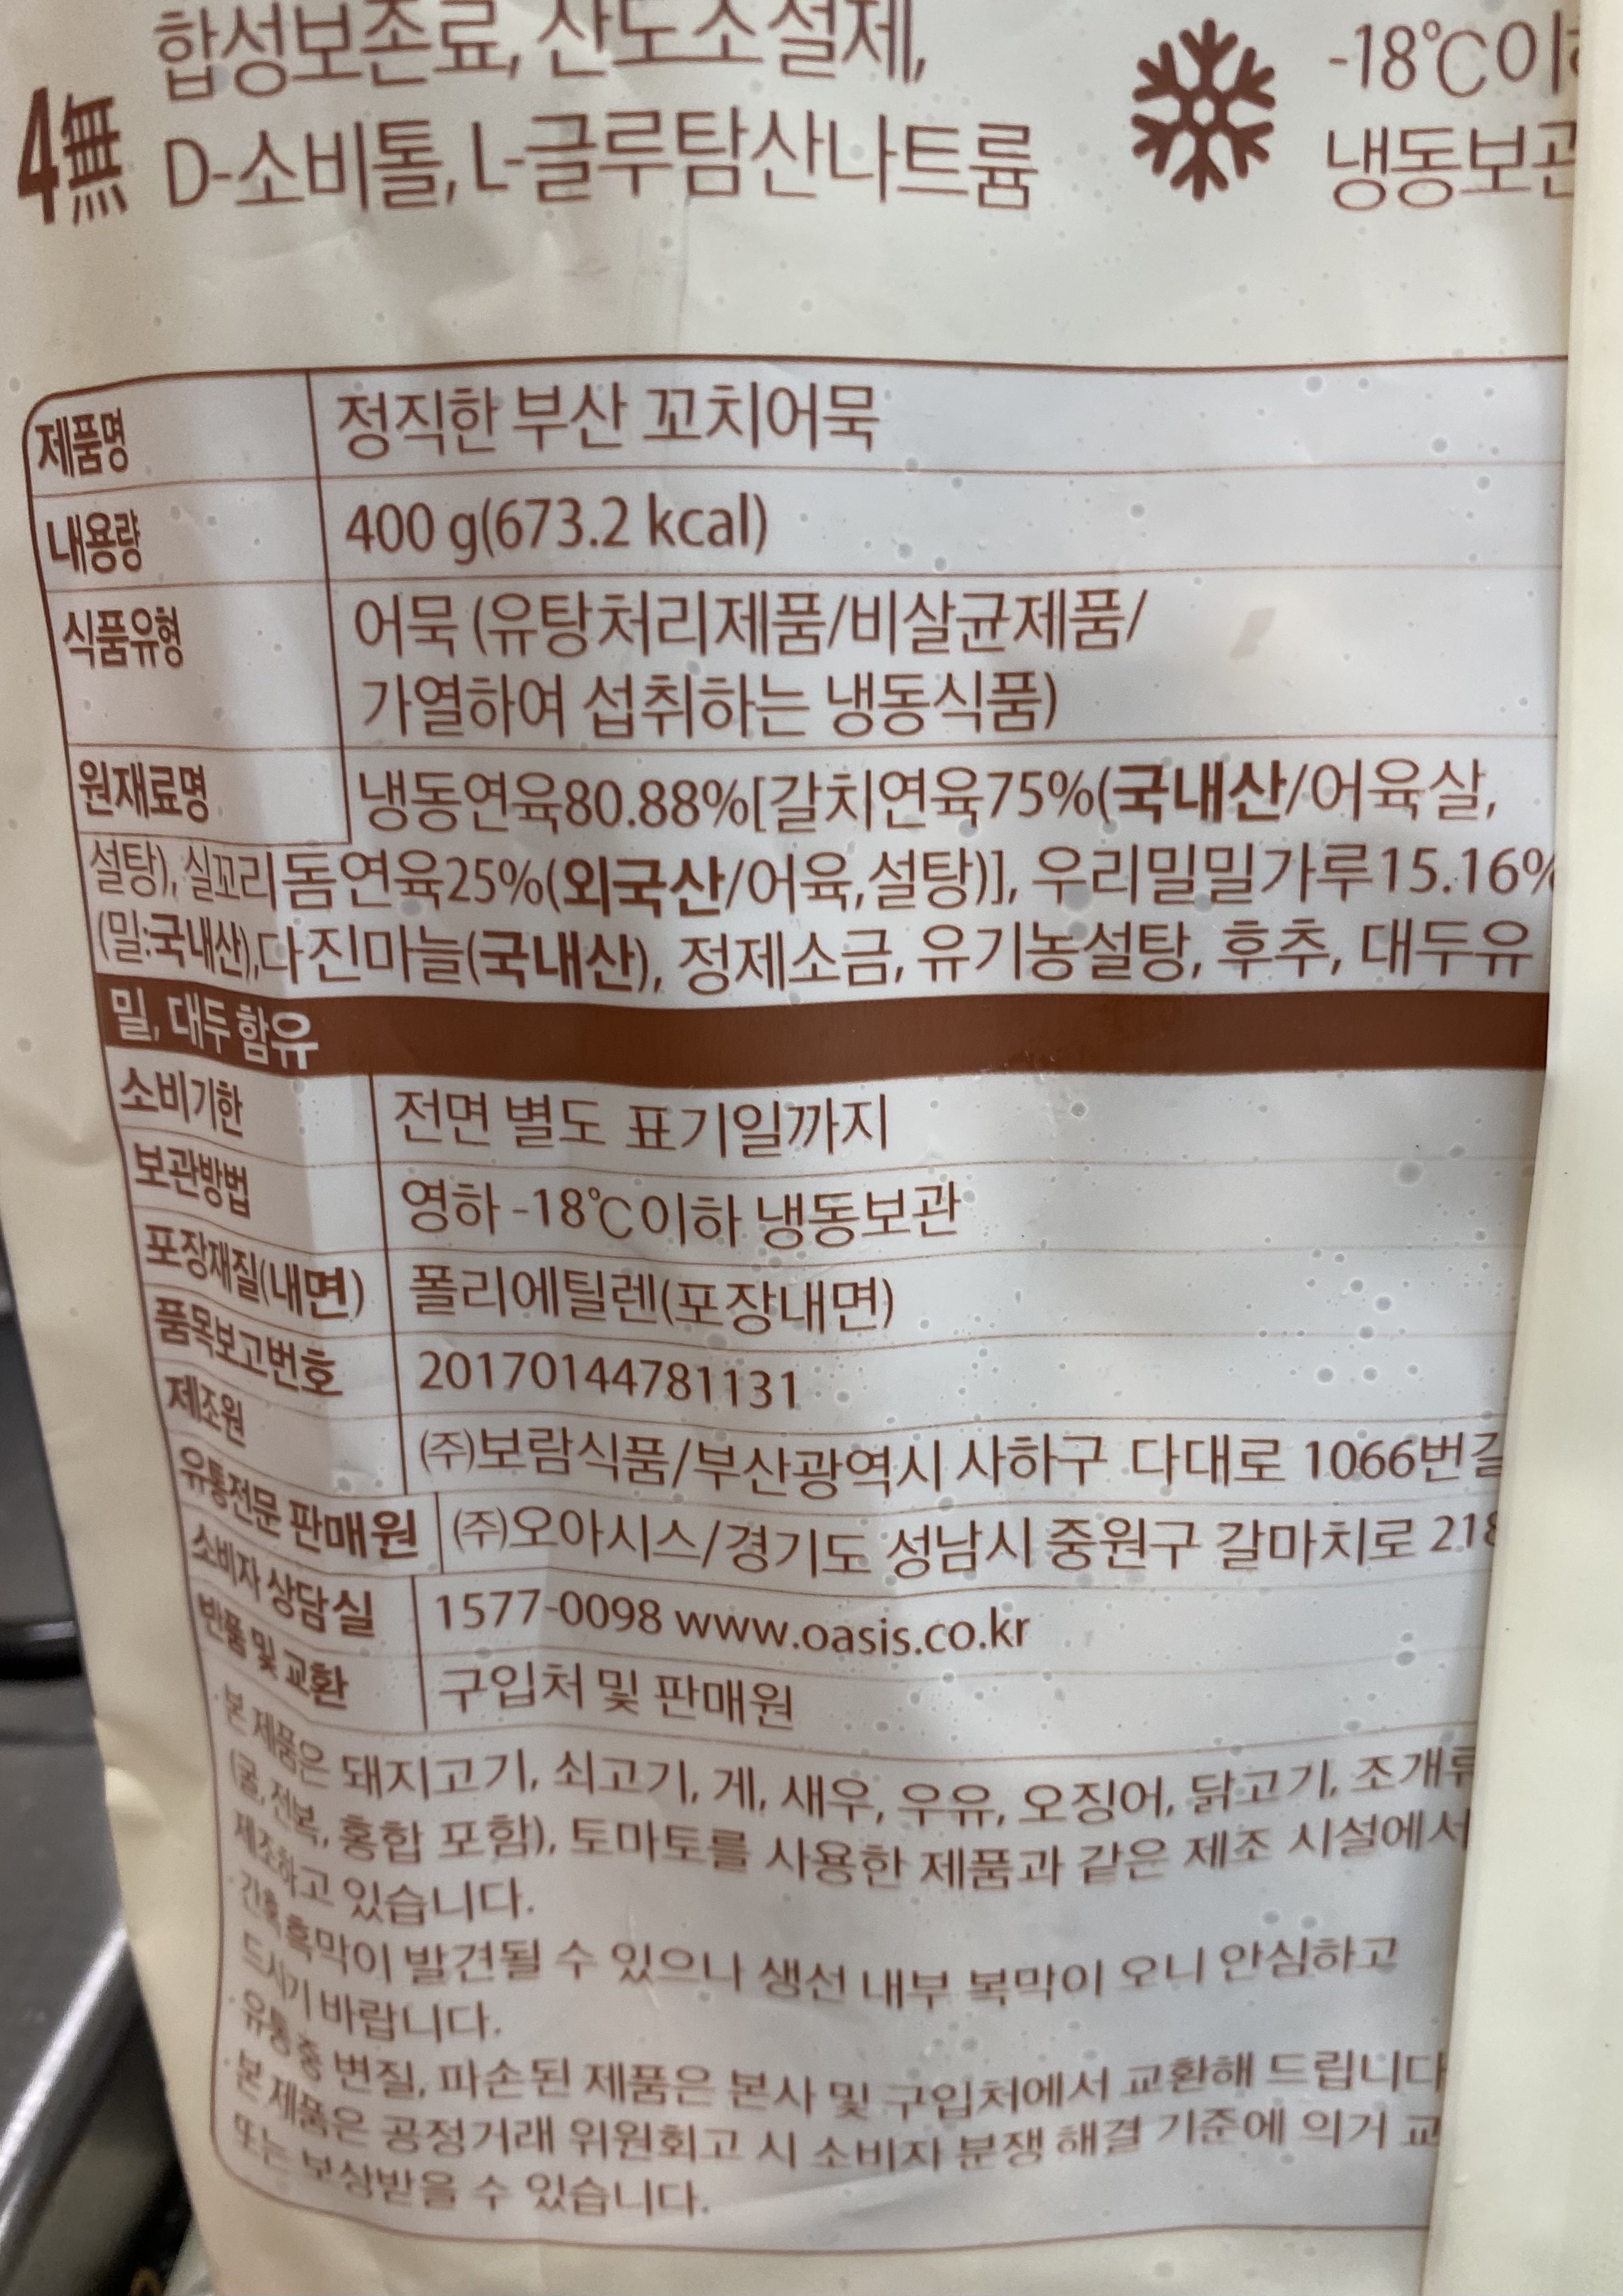 4無
합성보존료, 산도조절제,
D-소비톨, L-글루탐산나트륨
-18℃이하
냉동보관
제품명 정직한 부산 꼬치어묵
내용량 400 g(673.2 kcal)
식품유형 어묵 (유탕처리제품/비살균제품/
가열하여 섭취하는 냉동식품)
원재료명 냉동연육80.88%[갈치연육75%(국내산/어육살,
설탕), 실꼬리돔연육25%(외국산/어육,설탕)], 우리밀밀가루15.16%
(밀:국내산),다진마늘(국내산), 정제소금, 유기농설탕, 후추, 대두유
밀, 대두 함유
소비기한 전면 별도 표기일까지
보관방법 영하 -18℃이하 냉동보관
포장재질(내면) 폴리에틸렌(포장내면)
품목보고번호 20170144781131
제조원 ㈜보람식품/부산광역시 사하구 다대로 1066번길
유통전문 판매원 ㈜오아시스/경기도 성남시 중원구 갈마치로 218
소비자 상담실 1577-0098 www.oasis.co.kr
반품 및 교환 구입처 및 판매원
·본 제품은 돼지고기, 쇠고기, 게, 새우, 우유, 오징어, 닭고기, 조개류
(굴, 전복, 홍합 포함), 토마토를 사용한 제품과 같은 제조 시설에서
제조하고 있습니다.
·간혹 흑막이 발견될 수 있으나 생선 내부 복막이 오니 안심하고
드시기 바랍니다.
·유통 중 변질, 파손된 제품은 본사 및 구입처에서 교환해 드립니다
·본 제품은 공정거래 위원회고 시 소비자 분쟁 해결 기준에 의거 교
또는 보상받을 수 있습니다.